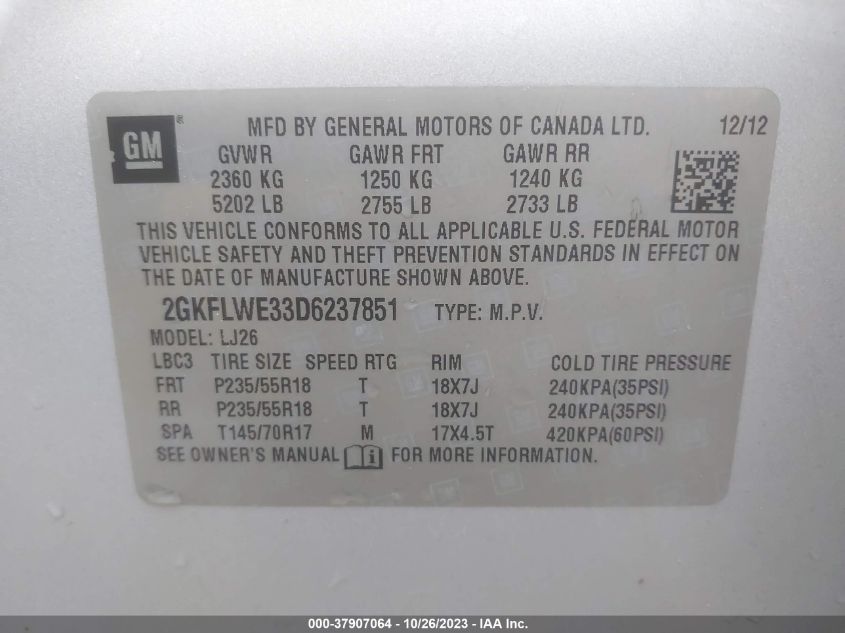 GM ®
MFD BY GENERAL MOTORS OF CANADA LTD. 12/12
GVWR GAWR FRT GAWR RR
2360 KG 1250 KG 1240 KG
5202 LB 2755 LB 2733 LB
THIS VEHICLE CONFORMS TO ALL APPLICABLE U.S. FEDERAL MOTOR
VEHICLE SAFETY AND THEFT PREVENTION STANDARDS IN EFFECT ON
THE DATE OF MANUFACTURE SHOWN ABOVE.
2GKFLWE33D6237851 TYPE: M.P.V.
MODEL: LJ26
LBC3 TIRE SIZE SPEED RTG RIM COLD TIRE PRESSURE
FRT P235/55R18 T 18X7J 240KPA(35PSI)
RR P235/55R18 T 18X7J 240KPA(35PSI)
SPA T145/70R17 M 17X4.5T 420KPA(60PSI)
SEE OWNER'S MANUAL i FOR MORE INFORMATION.
000-37907064 - 10/26/2023 - IAA Inc.